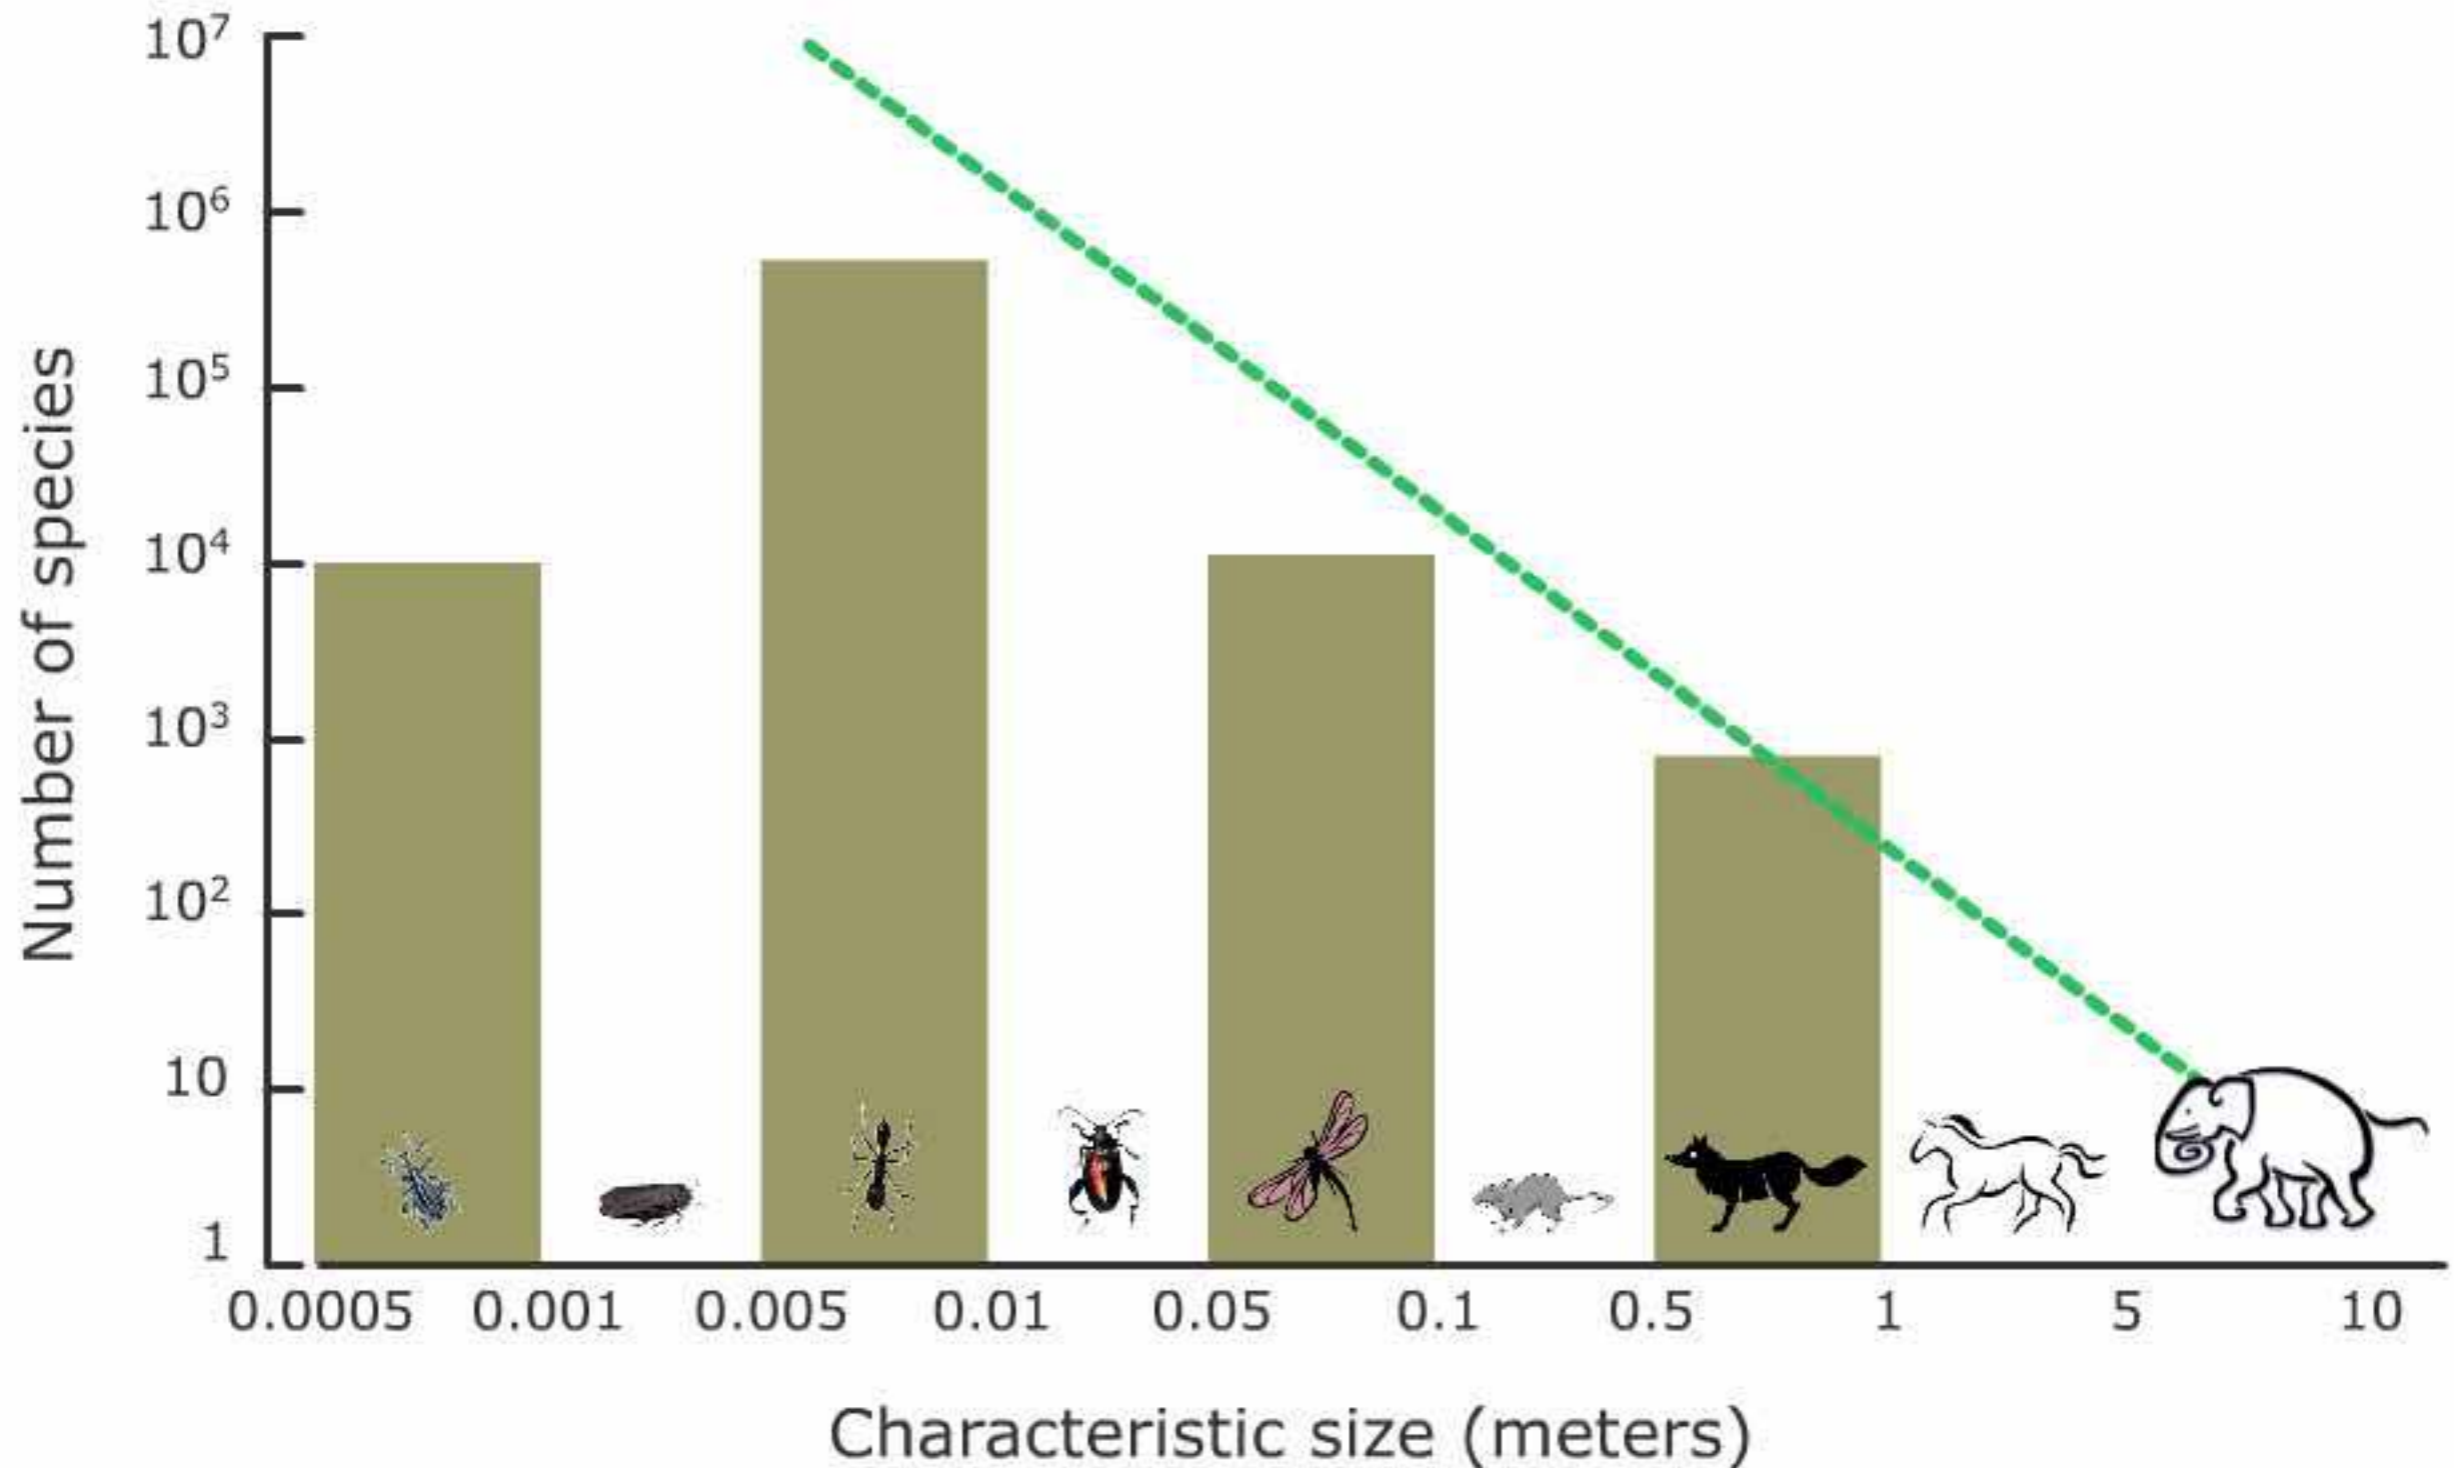 10⁷
10⁶
10⁵
10⁴
10³
10²
10
1
Number of species
0.0005 0.001 0.005 0.01 0.05 0.1 0.5 1 5 10
Characteristic size (meters)